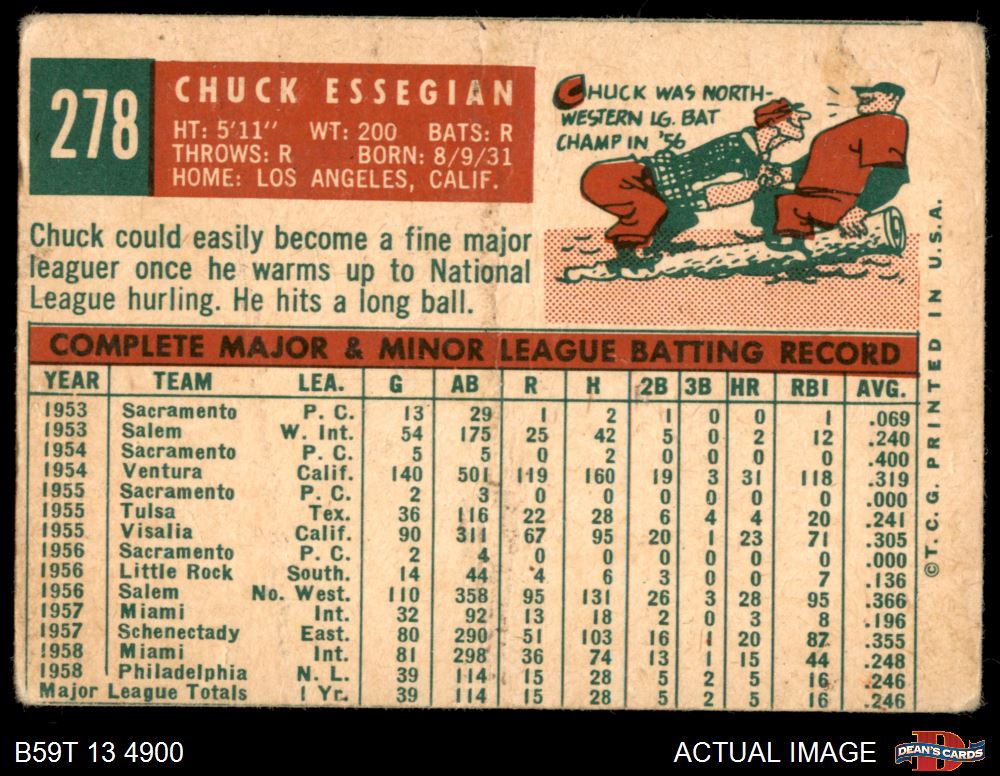 278
CHUCK ESSEGIAN
HT: 5'11" WT: 200 BATS: R
THROWS: R BORN: 8/9/31
HOME: LOS ANGELES, CALIF.
CHUCK WAS NORTH-
WESTERN LG. BAT
CHAMP IN '56
Chuck could easily become a fine major
leaguer once he warms up to National
League hurling. He hits a long ball.
COMPLETE MAJOR & MINOR LEAGUE BATTING RECORD
YEAR TEAM LEA. G AB R H 2B 3B HR RBI AVG.
1953 Sacramento P. C. 13 29 1 2 1 0 0 1 .069
1953 Salem W. Int. 54 175 25 42 5 0 2 12 .240
1954 Sacramento P. C. 5 5 0 2 0 0 0 0 .400
1954 Ventura Calif. 140 501 119 160 19 3 31 118 .319
1955 Sacramento P. C. 2 3 0 0 0 0 0 0 .000
1955 Tulsa Tex. 36 116 22 28 6 4 4 20 .241
1955 Visalia Calif. 90 311 67 95 20 1 23 71 .305
1956 Sacramento P. C. 2 4 0 0 0 0 0 0 .000
1956 Little Rock South. 14 44 4 6 3 0 0 7 .136
1956 Salem No. West. 110 358 95 131 26 3 28 95 .366
1957 Miami Int. 32 92 13 18 2 0 3 8 .196
1957 Schenectady East. 80 290 51 103 16 1 20 87 .355
1958 Miami Int. 81 298 36 74 13 1 15 44 .248
1958 Philadelphia N. L. 39 114 15 28 5 2 5 16 .246
Major League Totals 1 Yr. 39 114 15 28 5 2 5 16 .246
© T. C. G. PRINTED IN U.S.A.
B59T 13 4900
ACTUAL IMAGE
D
DEAN'S CARDS